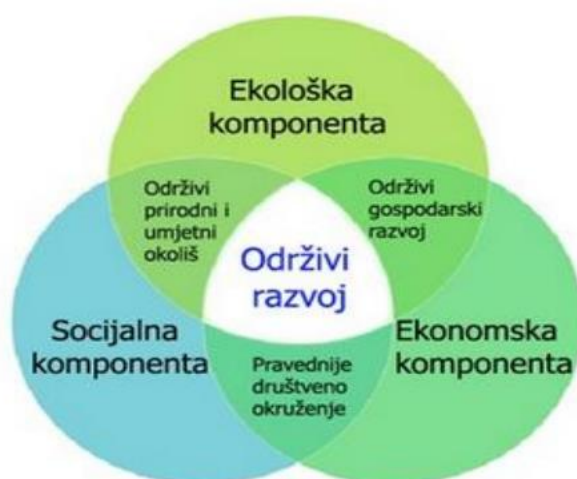 Ekološka
komponenta
Održivi
prirodni i
umjetni
okoliš
Održivi
gospodarski
razvoj
Održivi
razvoj
Socijalna
komponenta
Ekonomska
komponenta
Pravednije
društveno
okruženje